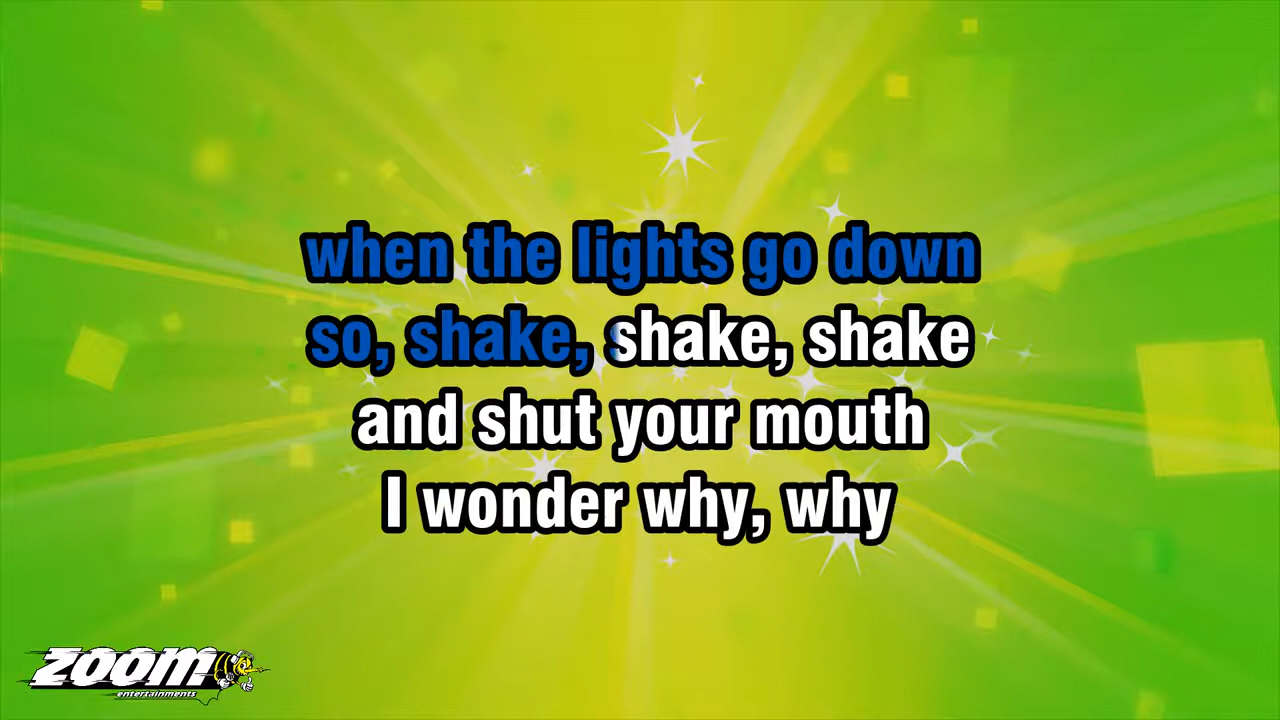 when the lights go down
so, shake, shake, shake
and shut your mouth
I wonder why, why
zoom
entertainments